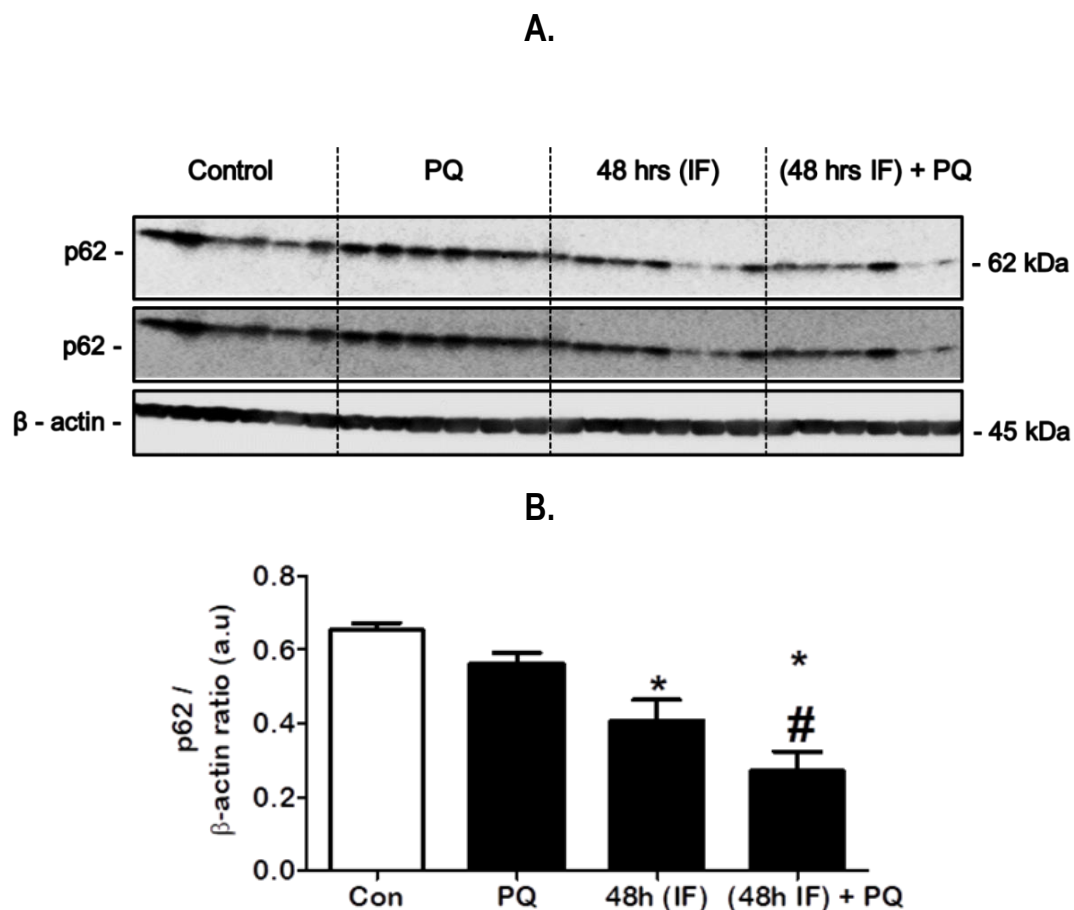 A.
Control PQ 48 hrs (IF) (48 hrs IF) + PQ
p62 - - 62 kDa
p62 -
β - actin - - 45 kDa
B.
p62 /
β-actin ratio (a.u)
0.8
0.6
0.4
0.2
0.0
*
*
#
Con PQ 48h (IF) (48h IF) + PQ